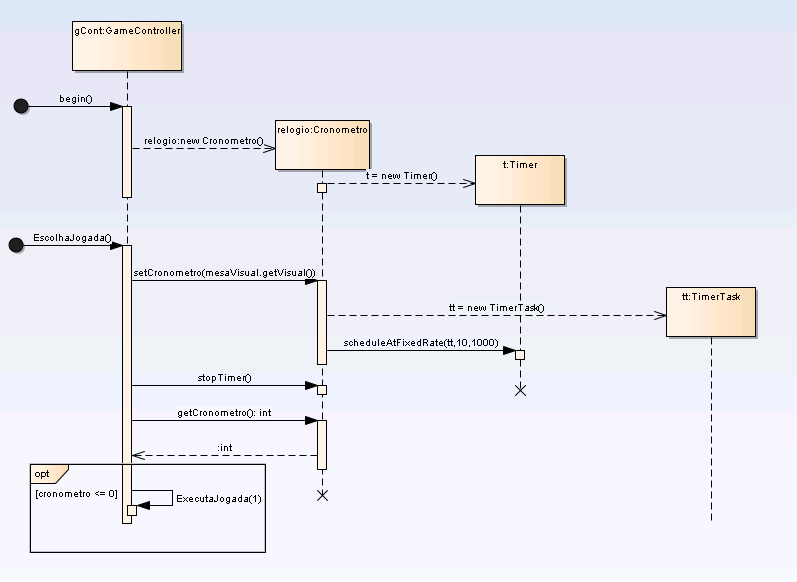 gCont:GameController
begin()
relogio:new Cronometro()
relogio:Cronometro
t = new Timer()
t:Timer
EscolhaJogada()
setCronometro(mesaVisual.getVisual())
tt:TimerTask
tt = new TimerTask()
scheduleAtFixedRate(tt,10,1000)
stopTimer()
getCronometro(): int
:int
opt
[cronometro <= 0]
ExecutaJogada(1)